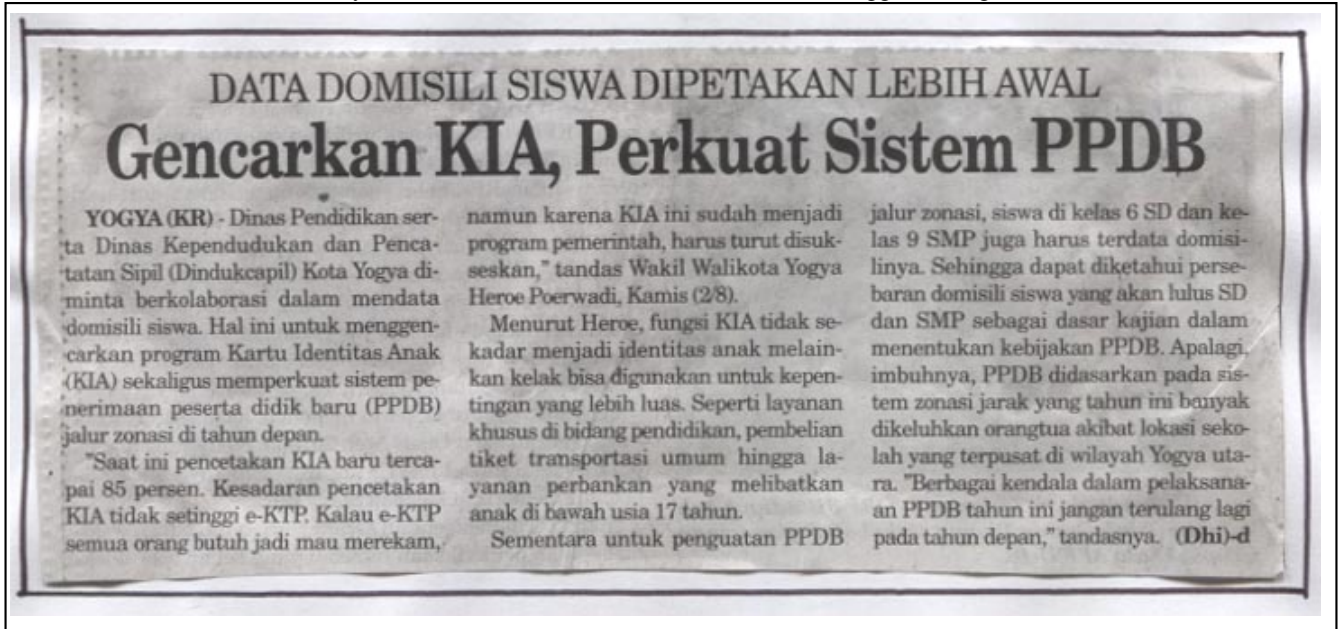 DATA DOMISILI SISWA DIPETAKAN LEBIH AWAL
Gencarkan KIA, Perkuat Sistem PPDB
YOGYA (KR) - Dinas Pendidikan ser-
ta Dinas Kependudukan dan Penca-
tatan Sipil (Dindukcapil) Kota Yogya di-
minta berkolaborasi dalam mendata
domisili siswa. Hal ini untuk menggen-
carkan program Kartu Identitas Anak
(KIA) sekaligus memperkuat sistem pe-
nerimaan peserta didik baru (PPDB)
jalur zonasi di tahun depan.
"Saat ini pencetakan KIA baru terca-
pai 85 persen. Kesadaran pencetakan
KIA tidak setinggi e-KTP. Kalau e-KTP
semua orang butuh jadi mau merekam,
namun karena KIA ini sudah menjadi
program pemerintah, harus turut disuk-
seskan," tandas Wakil Walikota Yogya
Heroe Poerwadi, Kamis (2/8).
Menurut Heroe, fungsi KIA tidak se-
kadar menjadi identitas anak melain-
kan kelak bisa digunakan untuk kepen-
tingan yang lebih luas. Seperti layanan
khusus di bidang pendidikan, pembelian
tiket transportasi umum hingga la-
yanan perbankan yang melibatkan
anak di bawah usia 17 tahun.
Sementara untuk penguatan PPDB
jalur zonasi, siswa di kelas 6 SD dan ke-
las 9 SMP juga harus terdata domisi-
linya. Sehingga dapat diketahui perse-
baran domisili siswa yang akan lulus SD
dan SMP sebagai dasar kajian dalam
menentukan kebijakan PPDB. Apalagi,
imbuhnya, PPDB didasarkan pada sis-
tem zonasi jarak yang tahun ini banyak
dikeluhkan orangtua akibat lokasi seko-
lah yang terpusat di wilayah Yogya uta-
ra. "Berbagai kendala dalam pelaksana-
an PPDB tahun ini jangan terulang lagi
pada tahun depan," tandasnya. (Dhi)-d